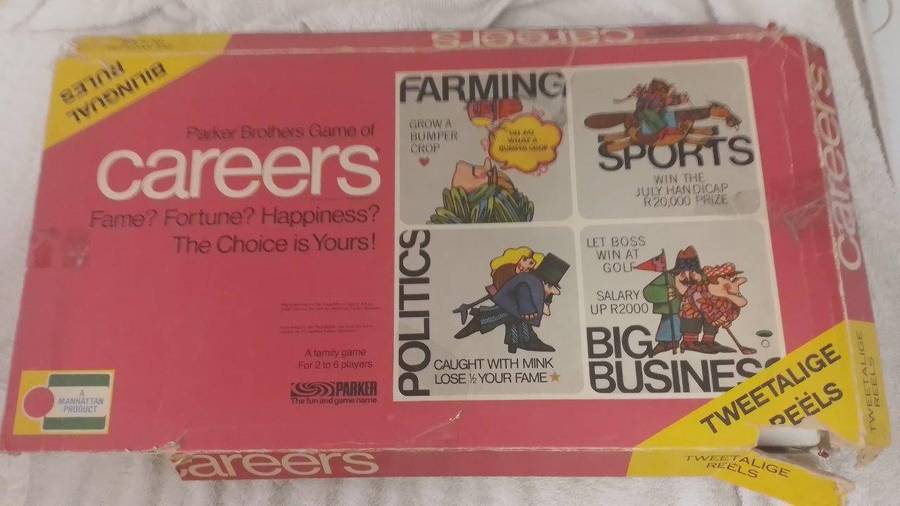 careers
BILINGUAL
RULES
Parker Brothers Game of
careers
Fame? Fortune? Happiness?
The Choice is Yours!
A family game
For 2 to 6 players
PARKER
The fun and game name
A
MANHATTAN
PRODUCT
FARMING
GROW A
BUMPER
CROP
SPORTS
WIN THE
JULY HANDICAP
R20,000 PRIZE
POLITICS
CAUGHT WITH MINK
LOSE ½ YOUR FAME
LET BOSS
WIN AT
GOLF
SALARY
UP R2000
BIG
BUSINES
TWEETALIGE
REËLS
careers
TWEETALIGE
REËLS
careers
TWEETALIGE
REËLS